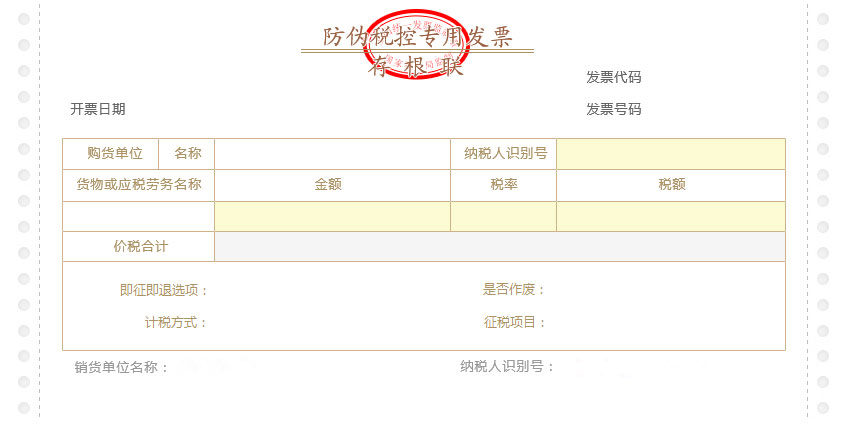 防伪税控专用发票
存根联
发票代码
开票日期 发票号码
购货单位 名称 纳税人识别号
货物或应税劳务名称 金额 税率 税额
价税合计
即征即退选项： 是否作废：
计税方式： 征税项目：
销货单位名称： 纳税人识别号：